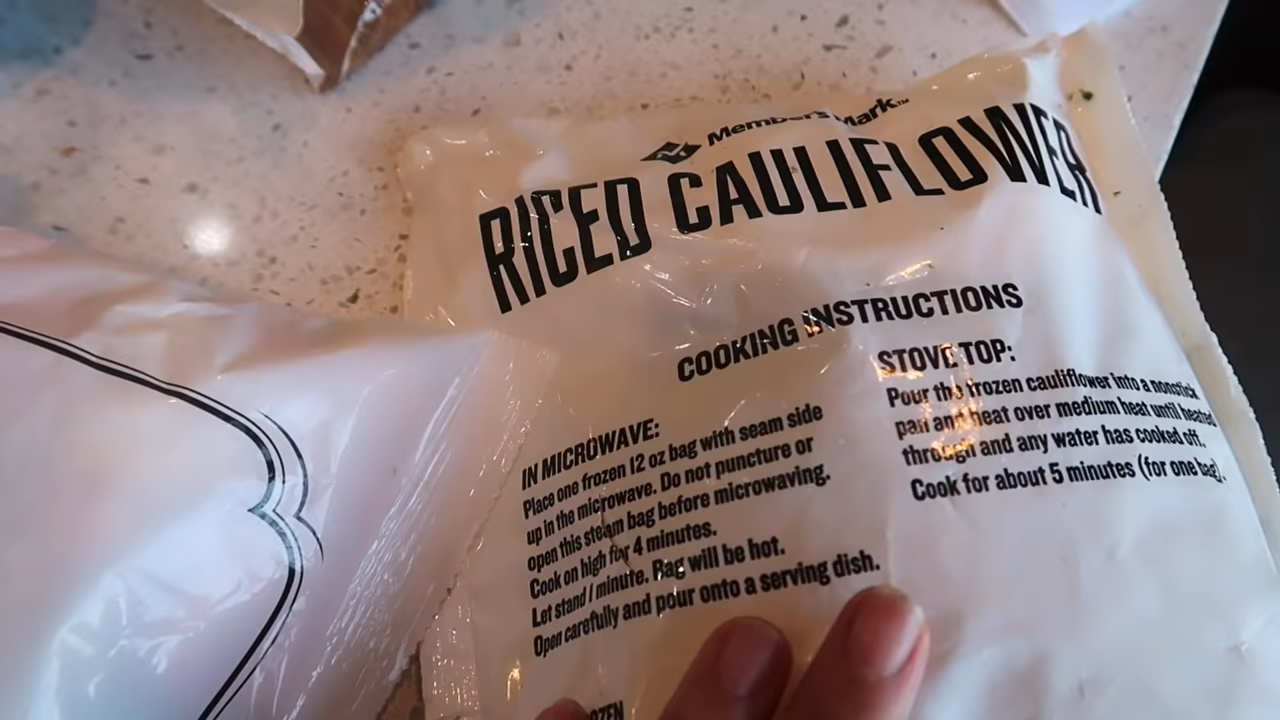 Member's Mark™
RICED CAULIFLOWER
COOKING INSTRUCTIONS
IN MICROWAVE:
Place one frozen 12 oz bag with seam side
up in the microwave. Do not puncture or
open this steam bag before microwaving.
Cook on high for 4 minutes.
Let stand 1 minute. Bag will be hot.
Open carefully and pour onto a serving dish.
STOVE TOP:
Pour the frozen cauliflower into a nonstick
pan and heat over medium heat until heated
through and any water has cooked off.
Cook for about 5 minutes (for one bag).